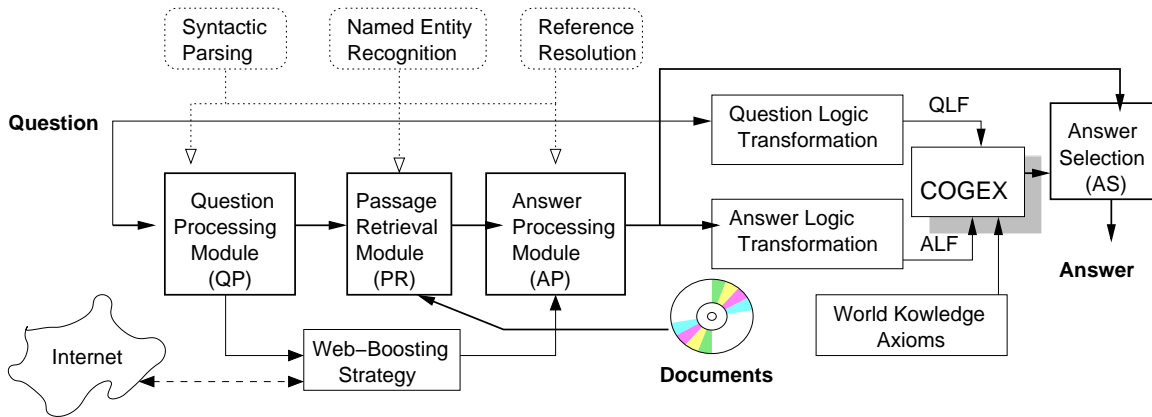 Syntactic
Parsing
Named Entity
Recognition
Reference
Resolution
Question
Question Logic
Transformation
QLF
Answer
Selection
(AS)
COGEX
Question
Processing
Module
(QP)
Passage
Retrieval
Module
(PR)
Answer
Processing
Module
(AP)
Answer Logic
Transformation
ALF
Answer
World Kowledge
Axioms
Internet
Web-Boosting
Strategy
Documents